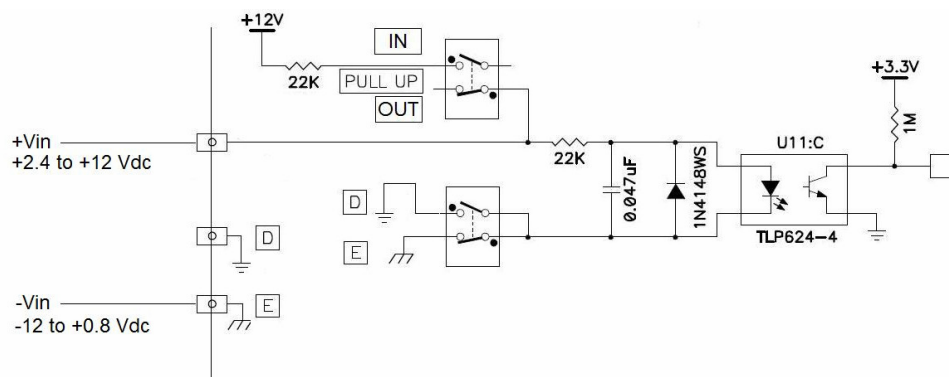 +12V
IN
22K
PULL UP
OUT
+3.3V
1M
+Vin
+2.4 to +12 Vdc
22K
0.047uF
1N4148WS
U11:C
TLP624-4
D
E
D
-Vin
-12 to +0.8 Vdc
E